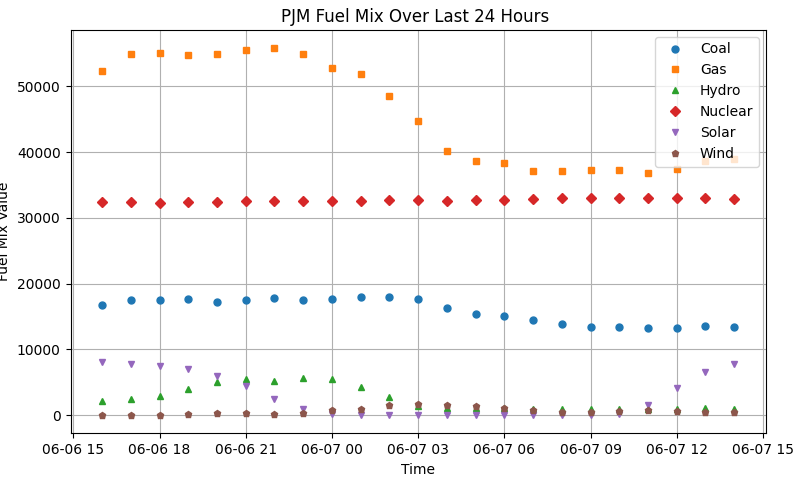 PJM Fuel Mix Over Last 24 Hours
Coal
Gas
Hydro
Nuclear
Solar
Wind
Fuel Mix Value
50000
40000
30000
20000
10000
0
06-06 15 06-06 18 06-06 21 06-07 00 06-07 03 06-07 06 06-07 09 06-07 12 06-07 15
Time